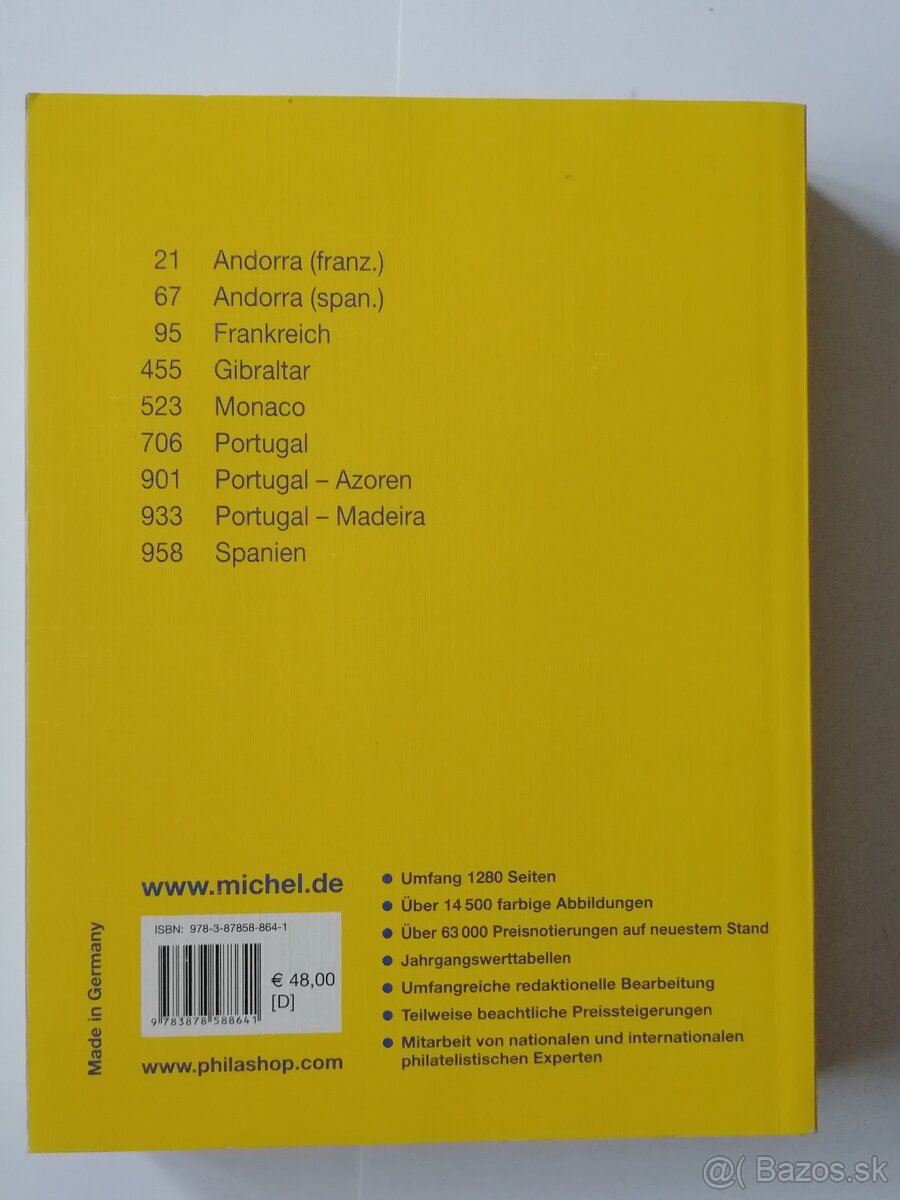 21 Andorra (franz.)
67 Andorra (span.)
95 Frankreich
455 Gibraltar
523 Monaco
706 Portugal
901 Portugal – Azoren
933 Portugal – Madeira
958 Spanien
www.michel.de
ISBN: 978-3-87858-864-1
€ 48,00
[D]
9 783878 588641
www.philashop.com
Made in Germany
● Umfang 1280 Seiten
● Über 14 500 farbige Abbildungen
● Über 63 000 Preisnotierungen auf neuestem Stand
● Jahrgangswerttabellen
● Umfangreiche redaktionelle Bearbeitung
● Teilweise beachtliche Preissteigerungen
● Mitarbeit von nationalen und internationalen
philatelistischen Experten
@( Bazos.sk